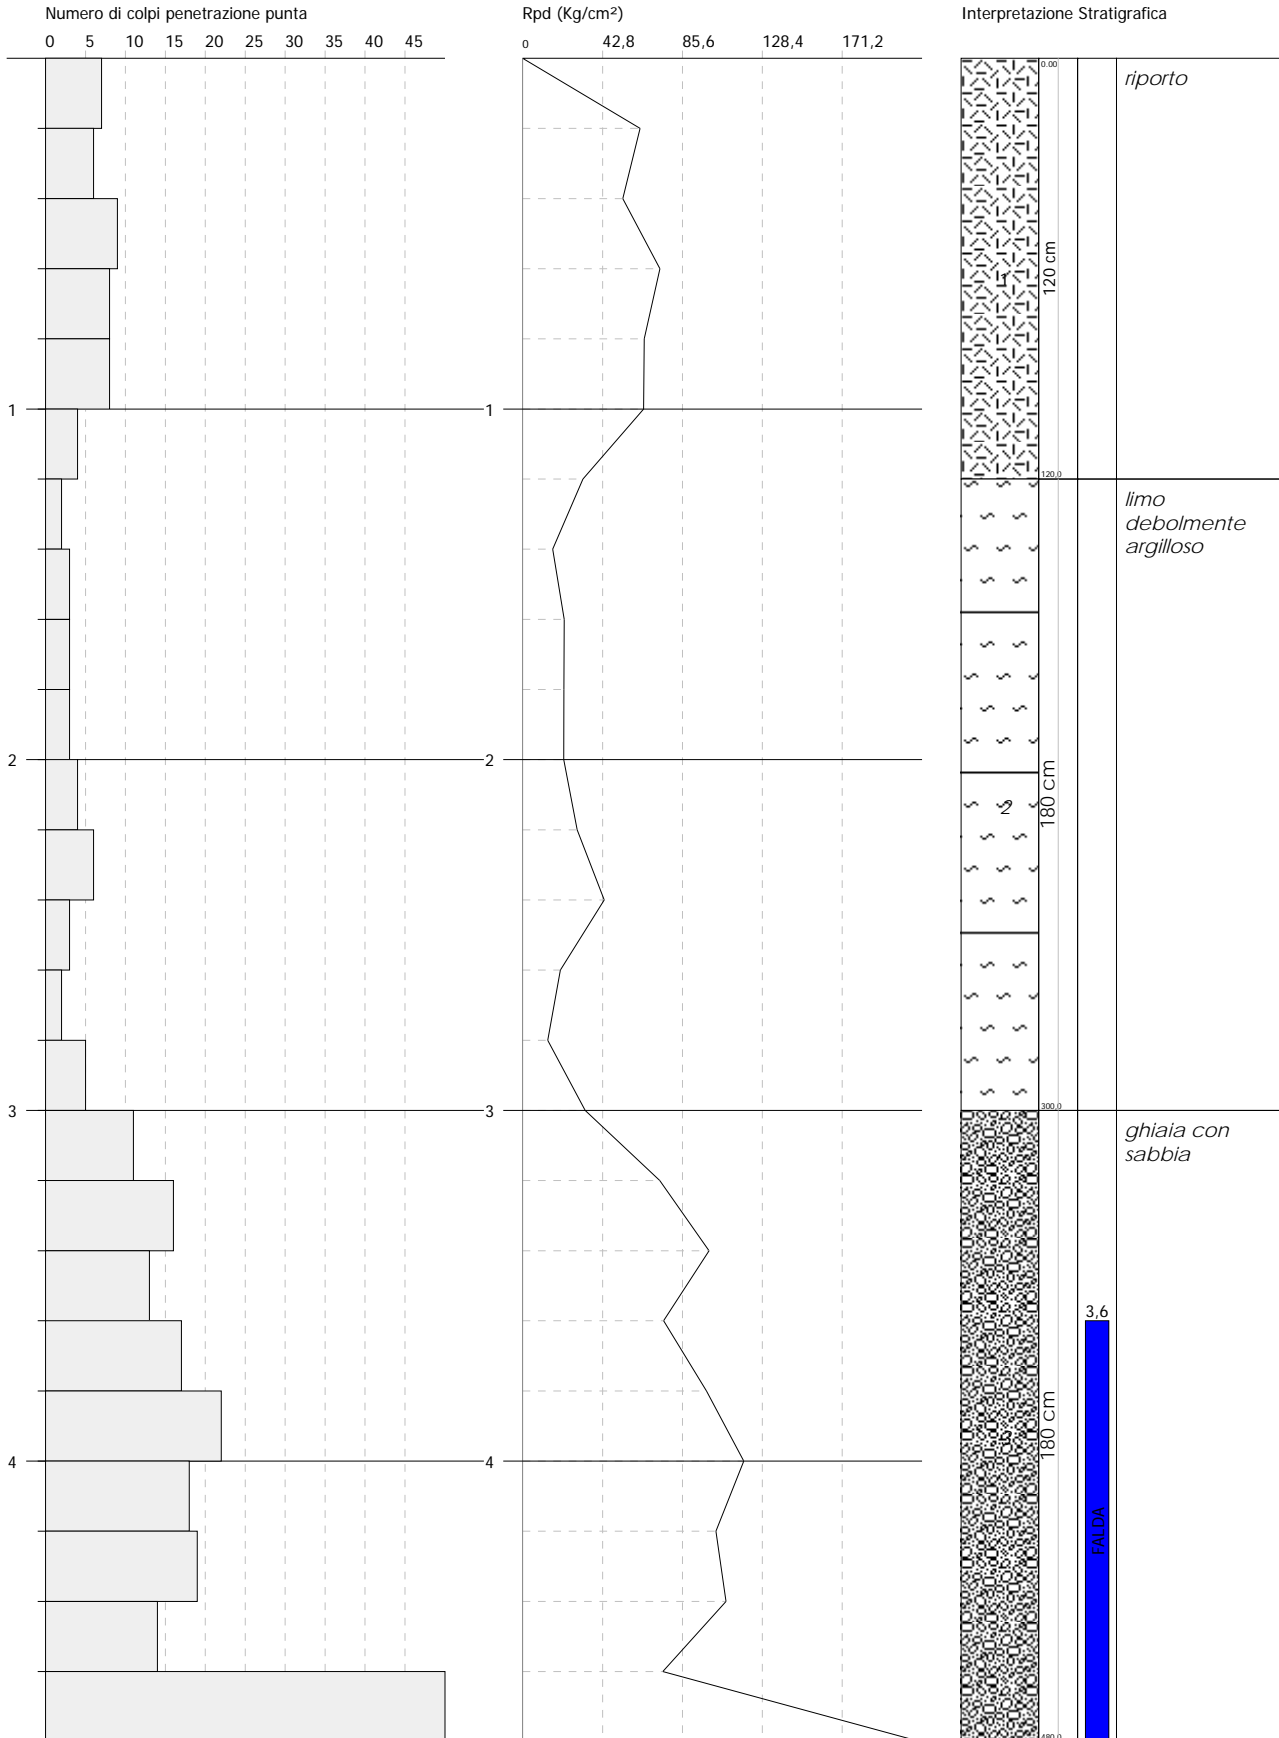 Numero di colpi penetrazione punta
0 5 10 15 20 25 30 35 40 45
1
2
3
4
Rpd (Kg/cm²)
0 42,8 85,6 128,4 171,2
1
2
3
4
Interpretazione Stratigrafica
0.00
riporto
1
120 cm
120,0
limo
debolmente
argilloso
2
180 cm
300,0
ghiaia con
sabbia
3,6
3
180 cm
FALDA
480,0